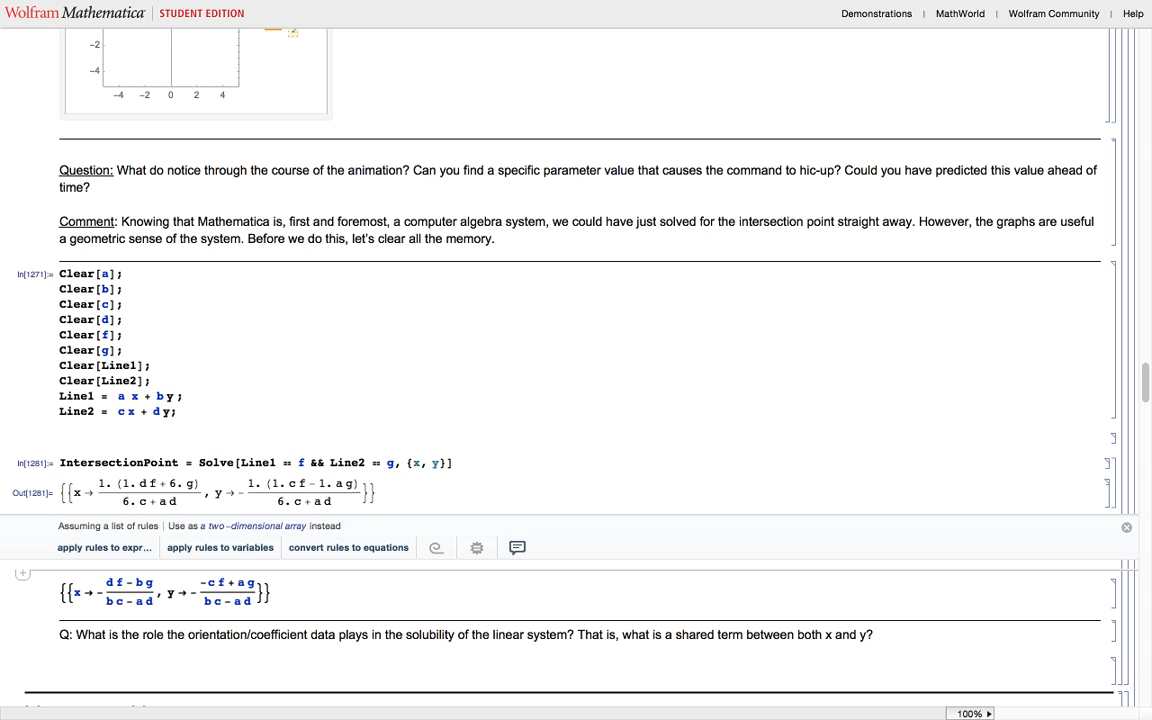 Wolfram Mathematica | STUDENT EDITION Demonstrations | MathWorld | Wolfram Community | Help
-2
-4
-4 -2 0 2 4
Question: What do notice through the course of the animation? Can you find a specific parameter value that causes the command to hic-up? Could you have predicted this value ahead of
time?
Comment: Knowing that Mathematica is, first and foremost, a computer algebra system, we could have just solved for the intersection point straight away. However, the graphs are useful
a geometric sense of the system. Before we do this, let's clear all the memory.
In[1271]:= Clear[a];
Clear[b];
Clear[c];
Clear[d];
Clear[f];
Clear[g];
Clear[Line1];
Clear[Line2];
Line1 = a x + b y ;
Line2 = c x + d y;
In[1281]:= IntersectionPoint = Solve[Line1 == f && Line2 == g, {x, y}]
Out[1281]= {{x → 1. (1. d f + 6. g) / 6. c + a d, y → - 1. (1. c f - 1. a g) / 6. c + a d}}
Assuming a list of rules | Use as a two-dimensional array instead
apply rules to expr... apply rules to variables convert rules to equations
{{x → - d f - b g / b c - a d, y → - -c f + a g / b c - a d}}
Q: What is the role the orientation/coefficient data plays in the solubility of the linear system? That is, what is a shared term between both x and y?
100%